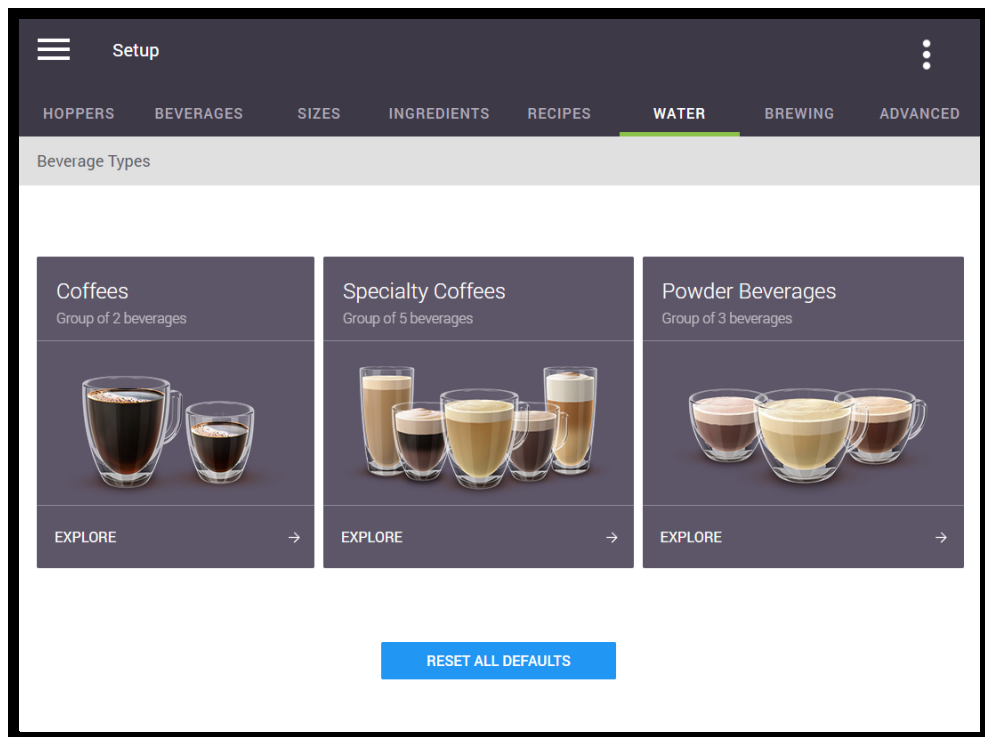 Setup
HOPPERS BEVERAGES SIZES INGREDIENTS RECIPES WATER BREWING ADVANCED
Beverage Types
Coffees
Group of 2 beverages
EXPLORE
Specialty Coffees
Group of 5 beverages
EXPLORE
Powder Beverages
Group of 3 beverages
EXPLORE
RESET ALL DEFAULTS